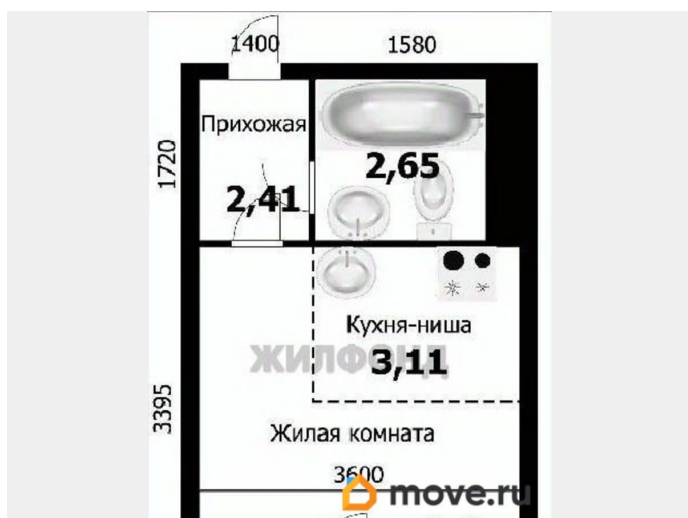 1400 1580
Прихожая
1720
2,65
2,41
Кухня-ниша
ЖИЛФОНД
3,11
3395
Жилая комната
3600
move.ru